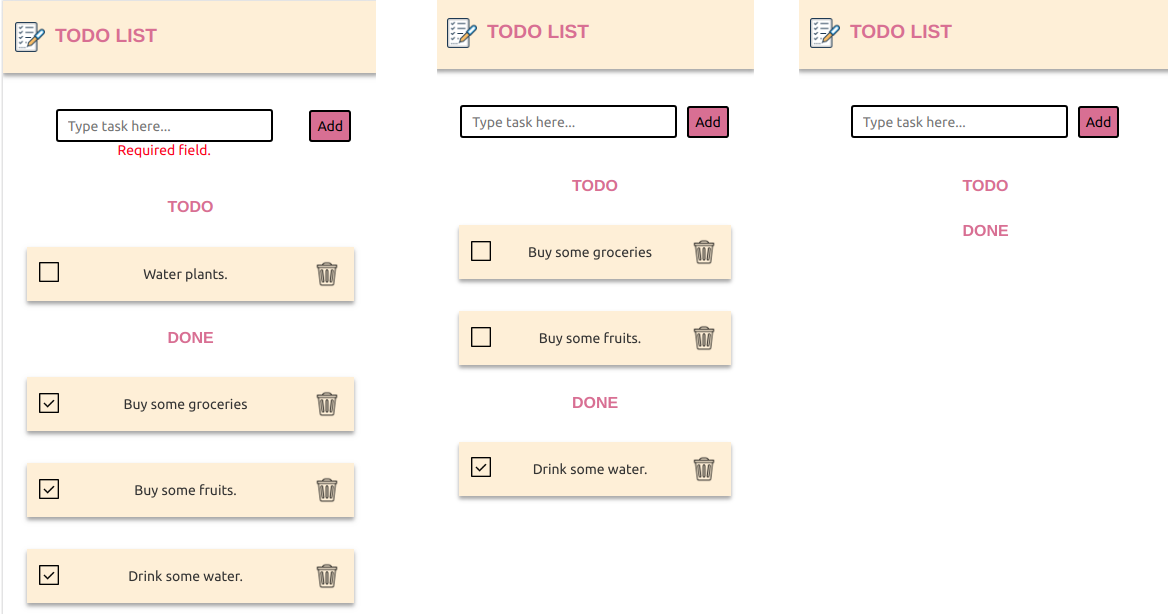 TODO LIST
Type task here...
Add
Required field.
TODO
Water plants.
DONE
Buy some groceries
Buy some fruits.
Drink some water.
TODO LIST
Type task here...
Add
TODO
Buy some groceries
Buy some fruits.
DONE
Drink some water.
TODO LIST
Type task here...
Add
TODO
DONE